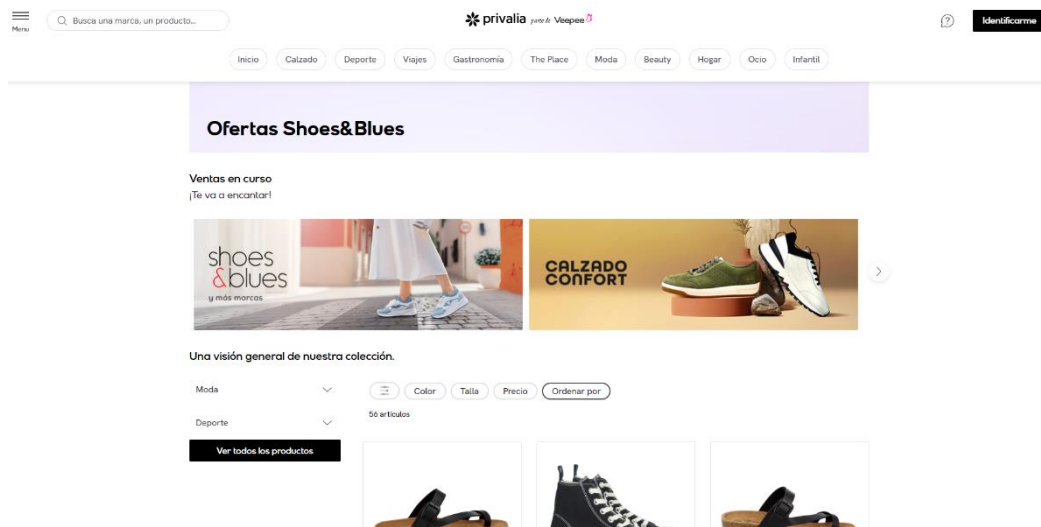 Menu
Busca una marca, un producto...
privalia parte de Veepee
Identificarme
Inicio
Calzado
Deporte
Viajes
Gastronomía
The Place
Moda
Beauty
Hogar
Ocio
Infantil
Ofertas Shoes&Blues
Ventas en curso
¡Te va a encantar!
shoes
&blues
y más marcas
CALZADO
CONFORT
Una visión general de nuestra colección.
Moda
Deporte
Ver todos los productos
Color
Talla
Precio
Ordenar por
56 artículos